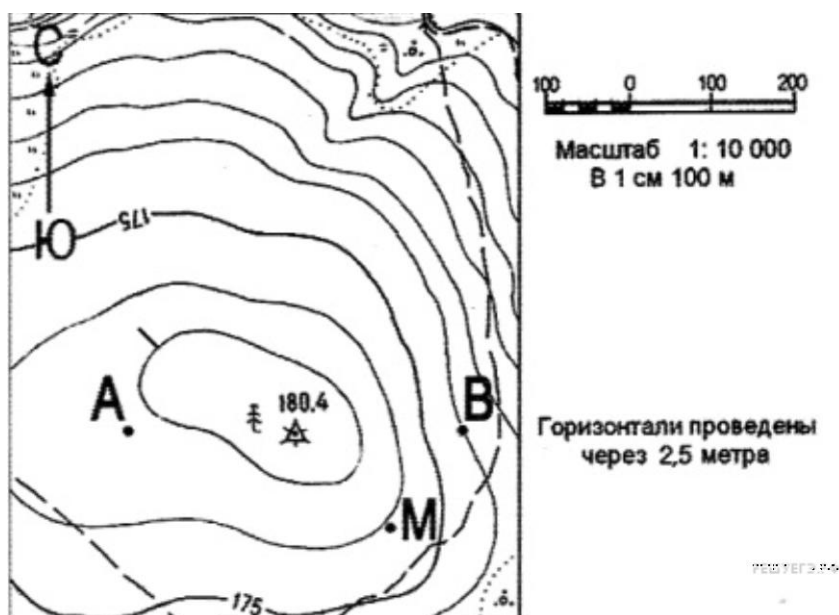 С
Ю
175
А
180.4
В
М
175
100 0 100 200
Масштаб 1: 10 000
В 1 см 100 м
Горизонтали проведены
через 2,5 метра